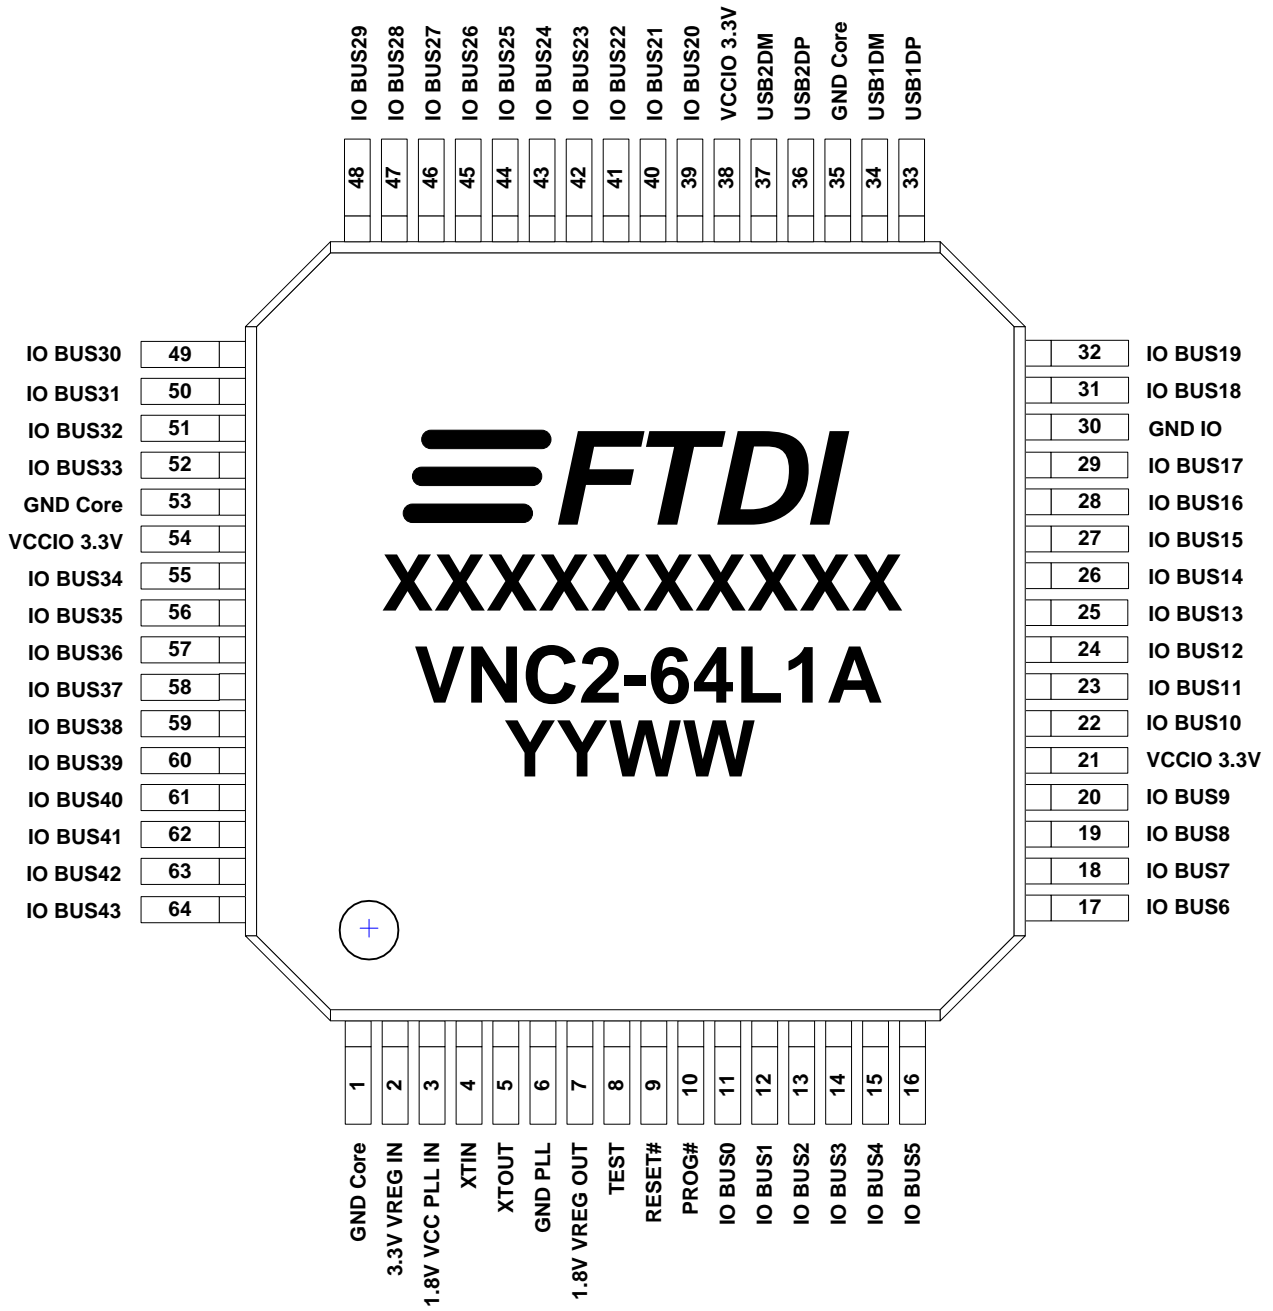 IO BUS29
IO BUS28
IO BUS27
IO BUS26
IO BUS25
IO BUS24
IO BUS23
IO BUS22
IO BUS21
IO BUS20
VCCIO 3.3V
USB2DM
USB2DP
GND Core
USB1DM
USB1DP
48
47
46
45
44
43
42
41
40
39
38
37
36
35
34
33
IO BUS30 49
IO BUS31 50
IO BUS32 51
IO BUS33 52
GND Core 53
VCCIO 3.3V 54
IO BUS34 55
IO BUS35 56
IO BUS36 57
IO BUS37 58
IO BUS38 59
IO BUS39 60
IO BUS40 61
IO BUS41 62
IO BUS42 63
IO BUS43 64
FTDI
XXXXXXXXXX
VNC2-64L1A
YYWW
32 IO BUS19
31 IO BUS18
30 GND IO
29 IO BUS17
28 IO BUS16
27 IO BUS15
26 IO BUS14
25 IO BUS13
24 IO BUS12
23 IO BUS11
22 IO BUS10
21 VCCIO 3.3V
20 IO BUS9
19 IO BUS8
18 IO BUS7
17 IO BUS6
1
2
3
4
5
6
7
8
9
10
11
12
13
14
15
16
GND Core
3.3V VREG IN
1.8V VCC PLL IN
XTIN
XTOUT
GND PLL
1.8V VREG OUT
TEST
RESET#
PROG#
IO BUS0
IO BUS1
IO BUS2
IO BUS3
IO BUS4
IO BUS5